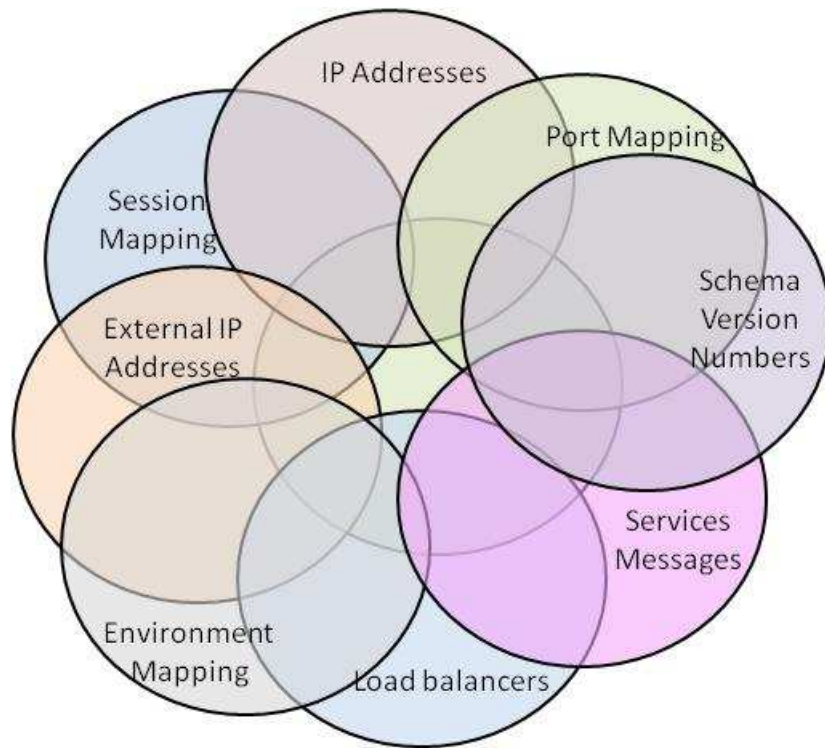 IP Addresses
Port Mapping
Session
Mapping
Schema
Version
Numbers
External IP
Addresses
Services
Messages
Environment
Mapping
Load balancers